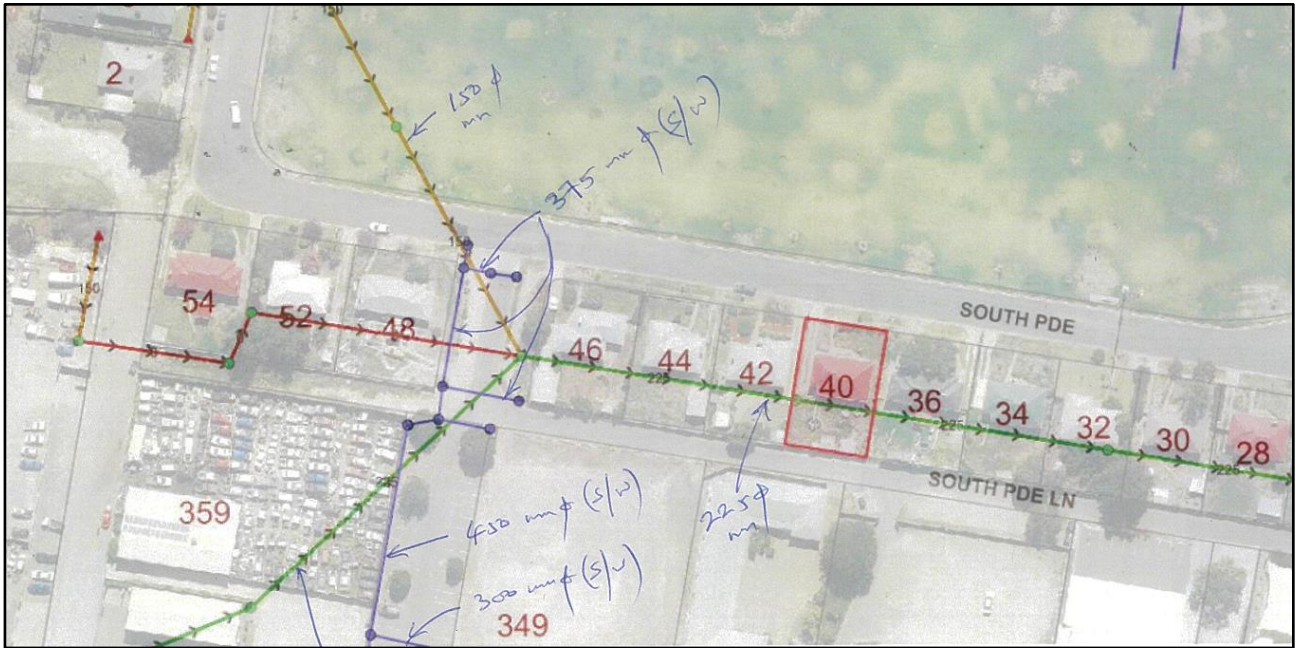 2
150 φ
mm
375 mm φ (S/W)
150
54
52
48
46
44
42
40
36
34
32
30
28
SOUTH PDE
225
225
225
SOUTH PDE LN
225 φ
mm
359
450 mm φ (S/W)
300 mm φ (S/W)
349